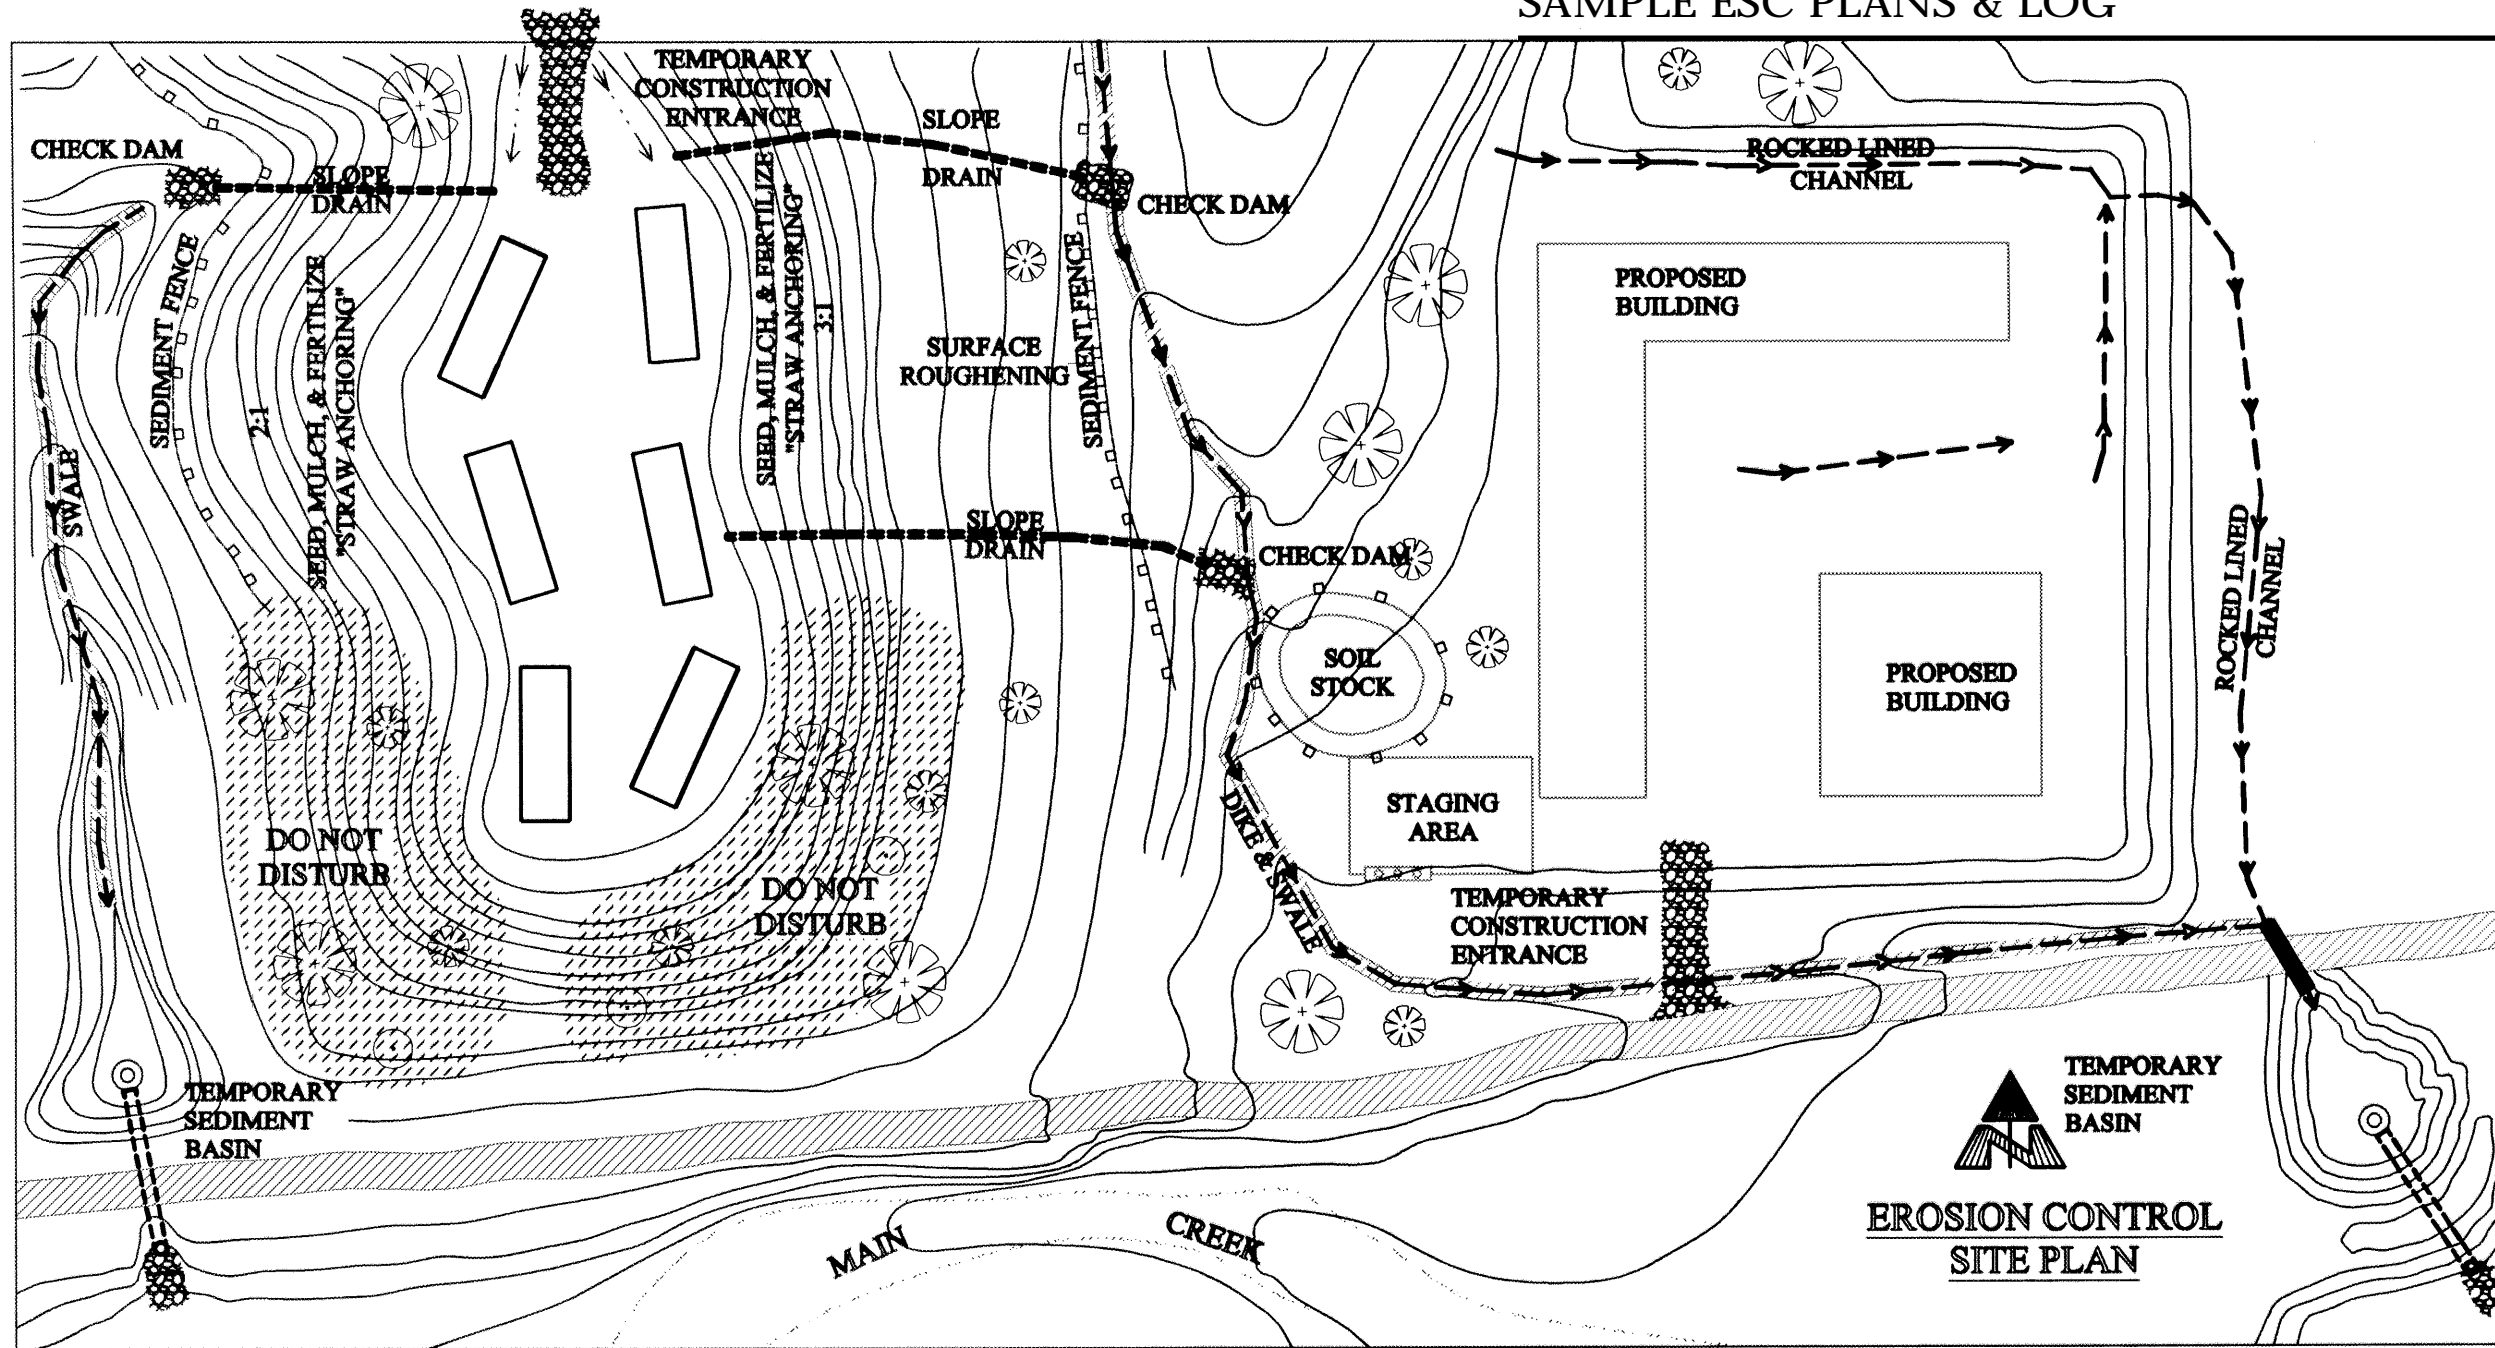 SAMPLE ESC PLANS & LOG
TEMPORARY
CONSTRUCTION
ENTRANCE
CHECK DAM
SLOPE
DRAIN
SLOPE
DRAIN
CHECK DAM
ROCKED LINED
CHANNEL
SEDIMENT FENCE
2:1
SEED, MULCH, & FERTILIZE
"STRAW ANCHORING"
SEED, MULCH, & FERTILIZE
"STRAW ANCHORING"
3:1
SURFACE
ROUGHENING
SEDIMENT FENCE
PROPOSED
BUILDING
SWALE
SLOPE
DRAIN
CHECK DAM
SOIL
STOCK
PROPOSED
BUILDING
ROCKED LINED
CHANNEL
STAGING
AREA
DIKE & SWALE
DO NOT
DISTURB
DO NOT
DISTURB
TEMPORARY
CONSTRUCTION
ENTRANCE
TEMPORARY
SEDIMENT
BASIN
TEMPORARY
SEDIMENT
BASIN
N
MAIN
CREEK
EROSION CONTROL
SITE PLAN